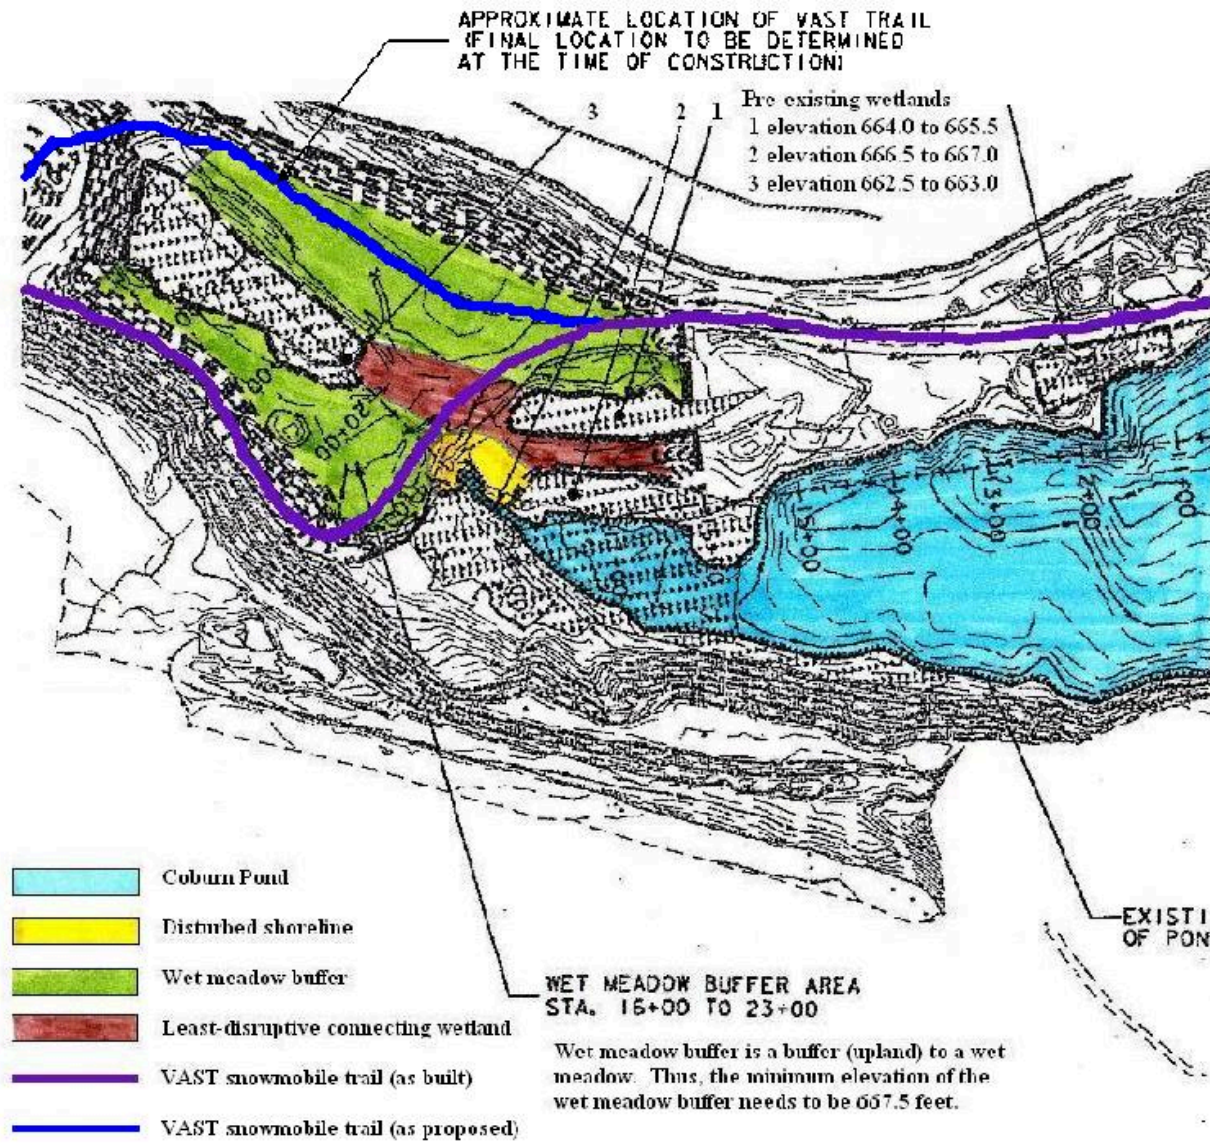 APPROXIMATE LOCATION OF VAST TRAIL
(FINAL LOCATION TO BE DETERMINED
AT THE TIME OF CONSTRUCTION)
3
2
1
Pre-existing wetlands
1 elevation 664.0 to 665.5
2 elevation 666.5 to 667.0
3 elevation 662.5 to 663.0
20+00
15+00
14+00
13+00
12+00
11+00
Coburn Pond
Disturbed shoreline
Wet meadow buffer
Least-disruptive connecting wetland
VAST snowmobile trail (as built)
VAST snowmobile trail (as proposed)
EXISTI
OF PON
WET MEADOW BUFFER AREA
STA. 16+00 TO 23+00
Wet meadow buffer is a buffer (upland) to a wet
meadow. Thus, the minimum elevation of the
wet meadow buffer needs to be 667.5 feet.